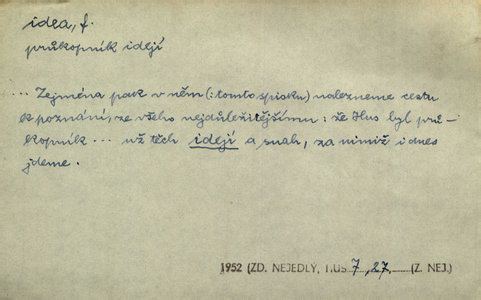 idea, f.
průkopník idejí
... Zejména pak v něm (: tomto spisku) nalezneme cestu
k poznání, ze všeho nejdůležitějšímu: že Hus byl prů-
kopník ... už těch idejí a snah, za nimiž i dnes
jdeme.
1952 (ZD. NEJEDLÝ, HUS 7, 27. (Z. NEJ.)